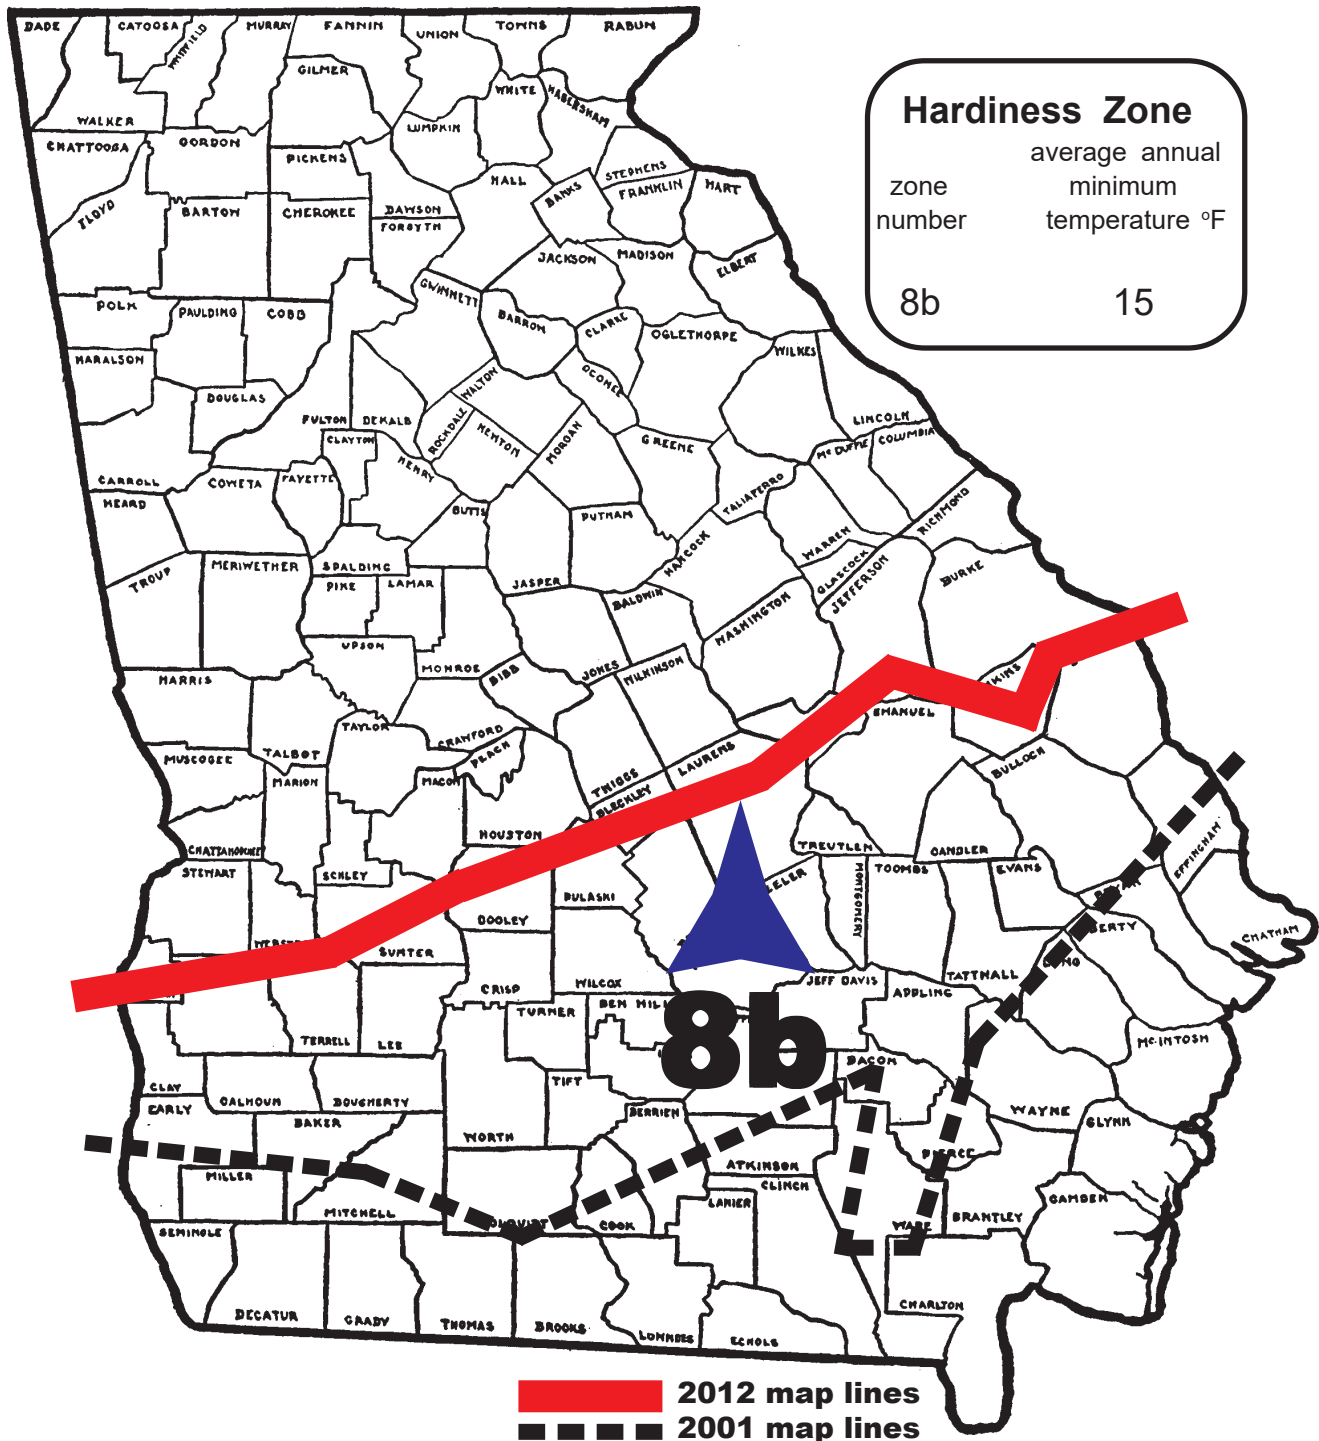 DADE
CATOOSA
WHITFIELD
MURRAY
FANNIN
UNION
TOWNS
RABUN
GILMER
WHITE
HABERSHAM
WALKER
LUMPKIN
CHATTOOGA
GORDON
PICKENS
STEPHENS
HALL
BANKS
FRANKLIN
HART
FLOYD
BARTOW
CHEROKEE
DAWSON
FORSYTH
JACKSON
MADISON
ELBERT
Hardiness Zone
average annual
zone minimum
number temperature ºF
8b 15
POLK
PAULDING
COBB
GWINNETT
BARROW
CLARKE
OGLETHORPE
WILKES
HARALSON
DOUGLAS
WALTON
OCONEE
LINCOLN
FULTON
DEKALB
ROCKDALE
NEWTON
MORGAN
GREENE
McDUFFIE
COLUMBIA
CLAYTON
CARROLL
COWETA
FAYETTE
HENRY
TALIAFERRO
HEARD
BUTTS
PUTNAM
HANCOCK
WARREN
RICHMOND
TROUP
MERIWETHER
SPALDING
PIKE
LAMAR
JASPER
BALDWIN
GLASCOCK
JEFFERSON
BURKE
UPSON
MONROE
BIBB
JONES
WILKINSON
WASHINGTON
HARRIS
KINS
EMANUEL
TALBOT
TAYLOR
CRAWFORD
PEACH
MUSCOGEE
MARION
MACON
TWIGGS
BLECKLEY
LAURENS
BULLOCH
CHATTAHOOCHEE
HOUSTON
TREUTLEN
CANDLER
EFFINGHAM
STEWART
SCHLEY
PULASKI
ELER
MONTGOMERY
TOOMBS
EVANS
DOOLEY
WEBSTER
SUMTER
CHATHAM
CRISP
WILCOX
JEFF DAVIS
APPLING
TATTNALL
TURNER
BEN HILL
TERRELL
LEE
8b
BACON
McINTOSH
CLAY
CALHOUN
DOUGHERTY
TIFT
EARLY
BAKER
BERRIEN
WAYNE
GLYNN
WORTH
ATKINSON
PIERCE
MILLER
CLINCH
MITCHELL
LANIER
CAMDEN
SEMINOLE
COOK
WARE
BRANTLEY
DECATUR
GRADY
THOMAS
BROOKS
LOWNDES
ECHOLS
CHARLTON
2012 map lines
2001 map lines